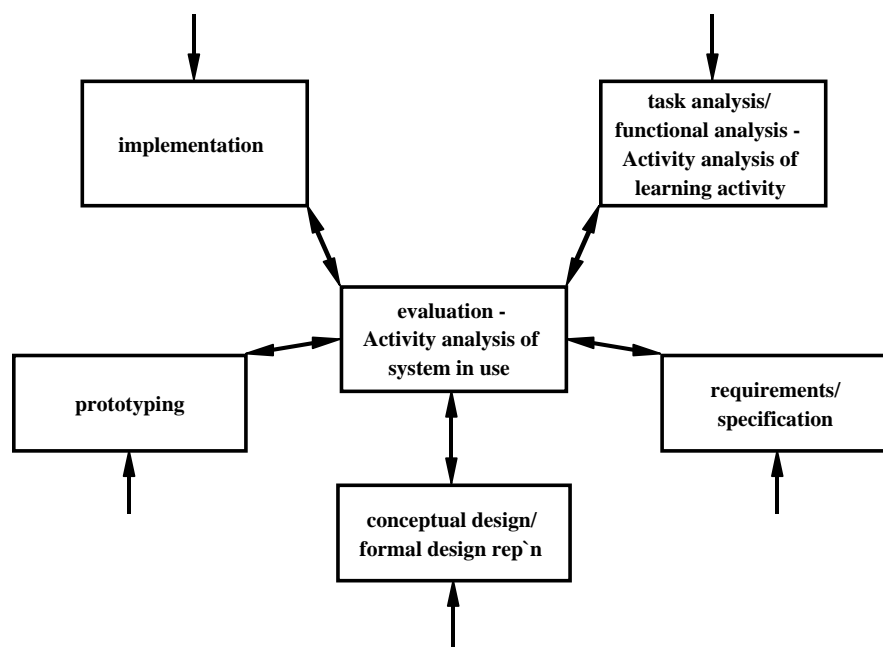 implementation
task analysis/
functional analysis -
Activity analysis of
learning activity
evaluation -
Activity analysis of
system in use
prototyping
requirements/
specification
conceptual design/
formal design rep`n